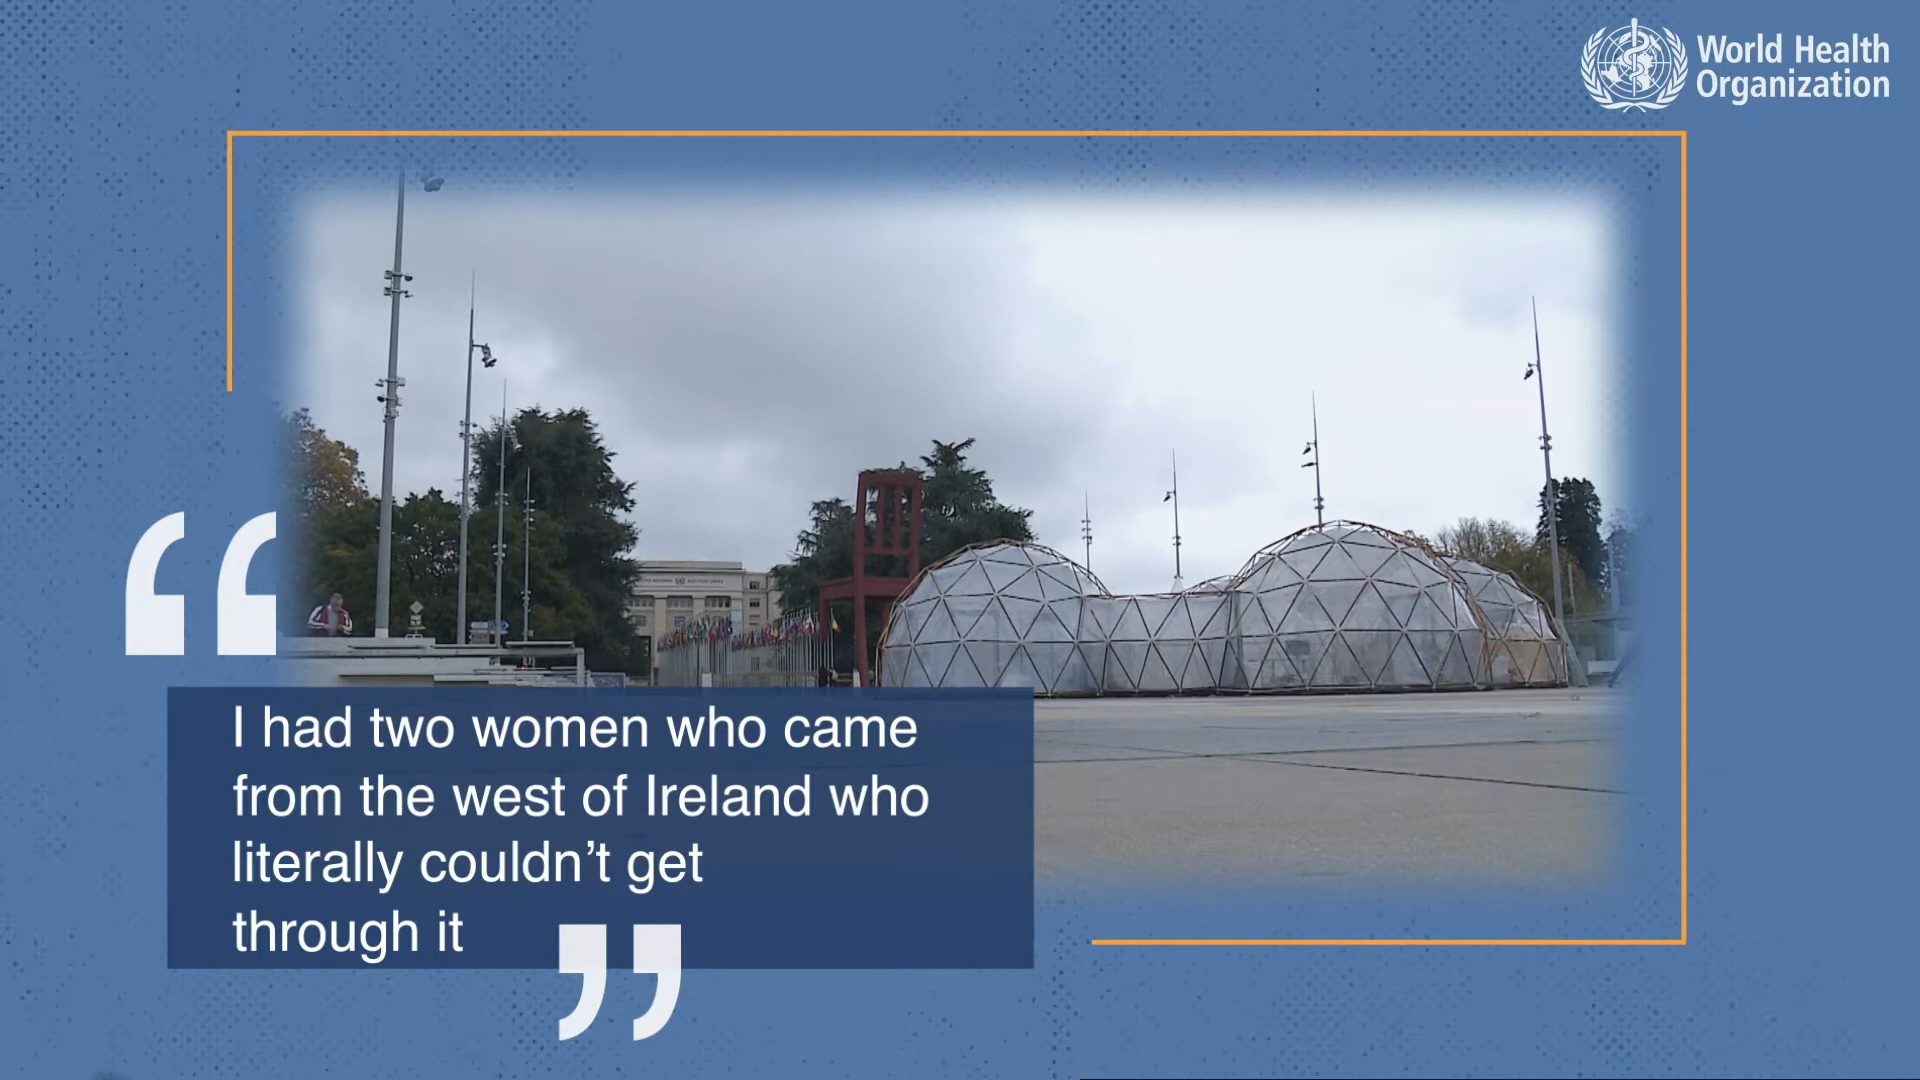 World Health
Organization
I had two women who came
from the west of Ireland who
literally couldn't get
through it